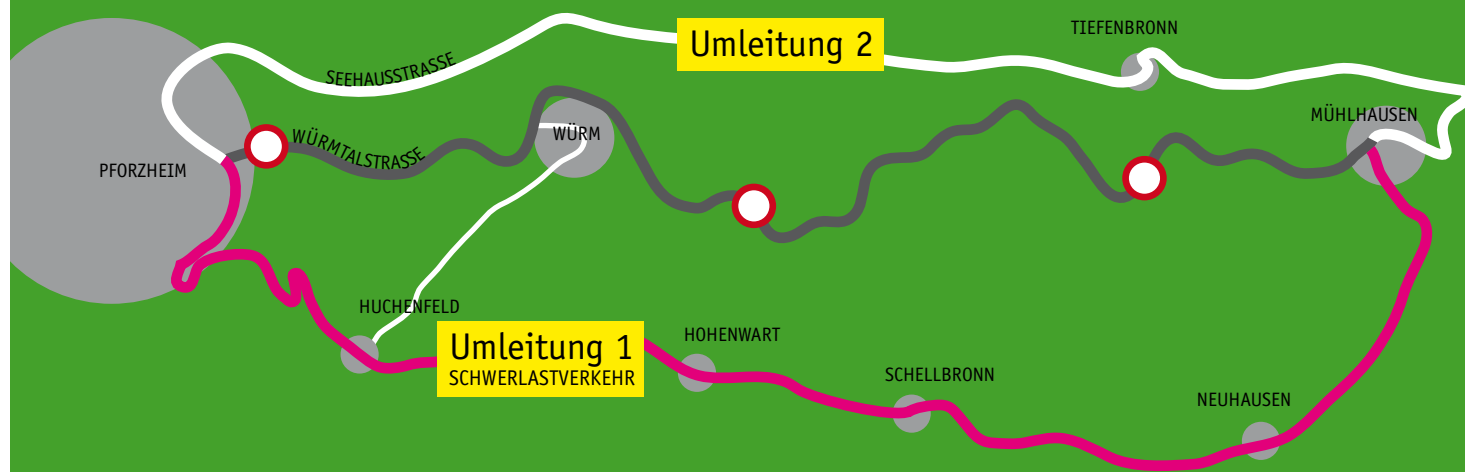 TIEFENBRONN
Umleitung 2
SEEHAUSSTRASSE
MÜHLHAUSEN
WÜRM
WÜRMTALSTRASSE
PFORZHEIM
HUCHENFELD
Umleitung 1
SCHWERLASTVERKEHR
HOHENWART
SCHELLBRONN
NEUHAUSEN